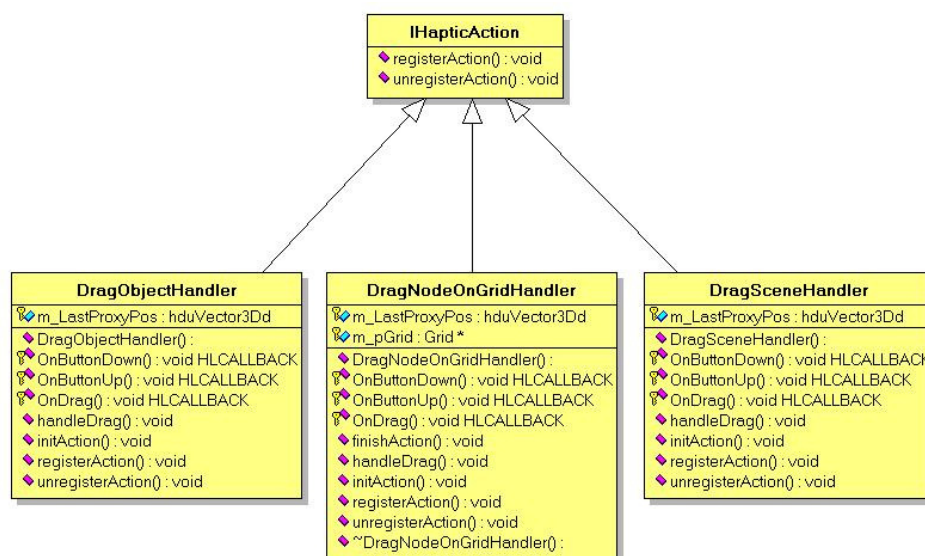 IHapticAction
registerAction() : void
unregisterAction() : void
DragObjectHandler
m_LastProxyPos : hduVector3Dd
DragObjectHandler() :
OnButtonDown() : void HLCALLBACK
OnButtonUp() : void HLCALLBACK
OnDrag() : void HLCALLBACK
handleDrag() : void
initAction() : void
registerAction() : void
unregisterAction() : void
DragNodeOnGridHandler
m_LastProxyPos : hduVector3Dd
m_pGrid : Grid *
DragNodeOnGridHandler() :
OnButtonDown() : void HLCALLBACK
OnButtonUp() : void HLCALLBACK
OnDrag() : void HLCALLBACK
finishAction() : void
handleDrag() : void
initAction() : void
registerAction() : void
unregisterAction() : void
~DragNodeOnGridHandler() :
DragSceneHandler
m_LastProxyPos : hduVector3Dd
DragSceneHandler() :
OnButtonDown() : void HLCALLBACK
OnButtonUp() : void HLCALLBACK
OnDrag() : void HLCALLBACK
handleDrag() : void
initAction() : void
registerAction() : void
unregisterAction() : void